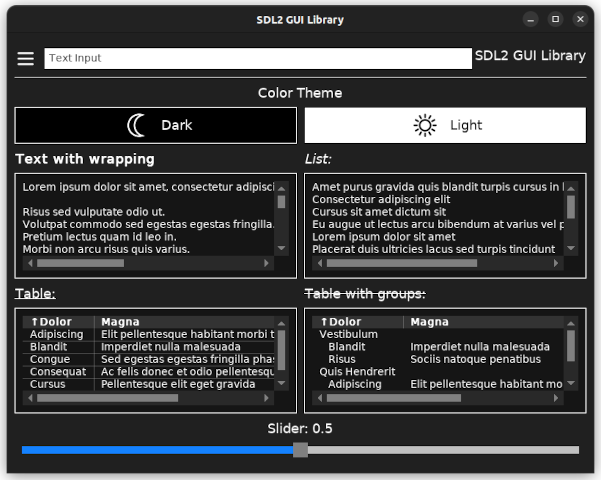 SDL2 GUI Library
Text Input
SDL2 GUI Library
Color Theme
Dark
Light
Text with wrapping
Lorem ipsum dolor sit amet, consectetur adipisci
Risus sed vulputate odio ut.
Volutpat commodo sed egestas egestas fringilla.
Pretium lectus quam id leo in.
Morbi non arcu risus quis varius.
List:
Amet purus gravida quis blandit turpis cursus in
Consectetur adipiscing elit
Cursus sit amet dictum sit
Eu augue ut lectus arcu bibendum at varius vel p
Lorem ipsum dolor sit amet
Placerat duis ultricies lacus sed turpis tincidunt
Table:
↑Dolor Magna
Adipiscing Elit pellentesque habitant morbi t
Blandit Imperdiet nulla malesuada
Congue Sed egestas egestas fringilla pha
Consequat Ac felis donec et odio pellentesqu
Cursus Pellentesque elit eget gravida
Table with groups:
↑Dolor Magna
Vestibulum
Blandit Imperdiet nulla malesuada
Risus Sociis natoque penatibus
Quis Hendrerit
Adipiscing Elit pellentesque habitant mo
Slider: 0.5